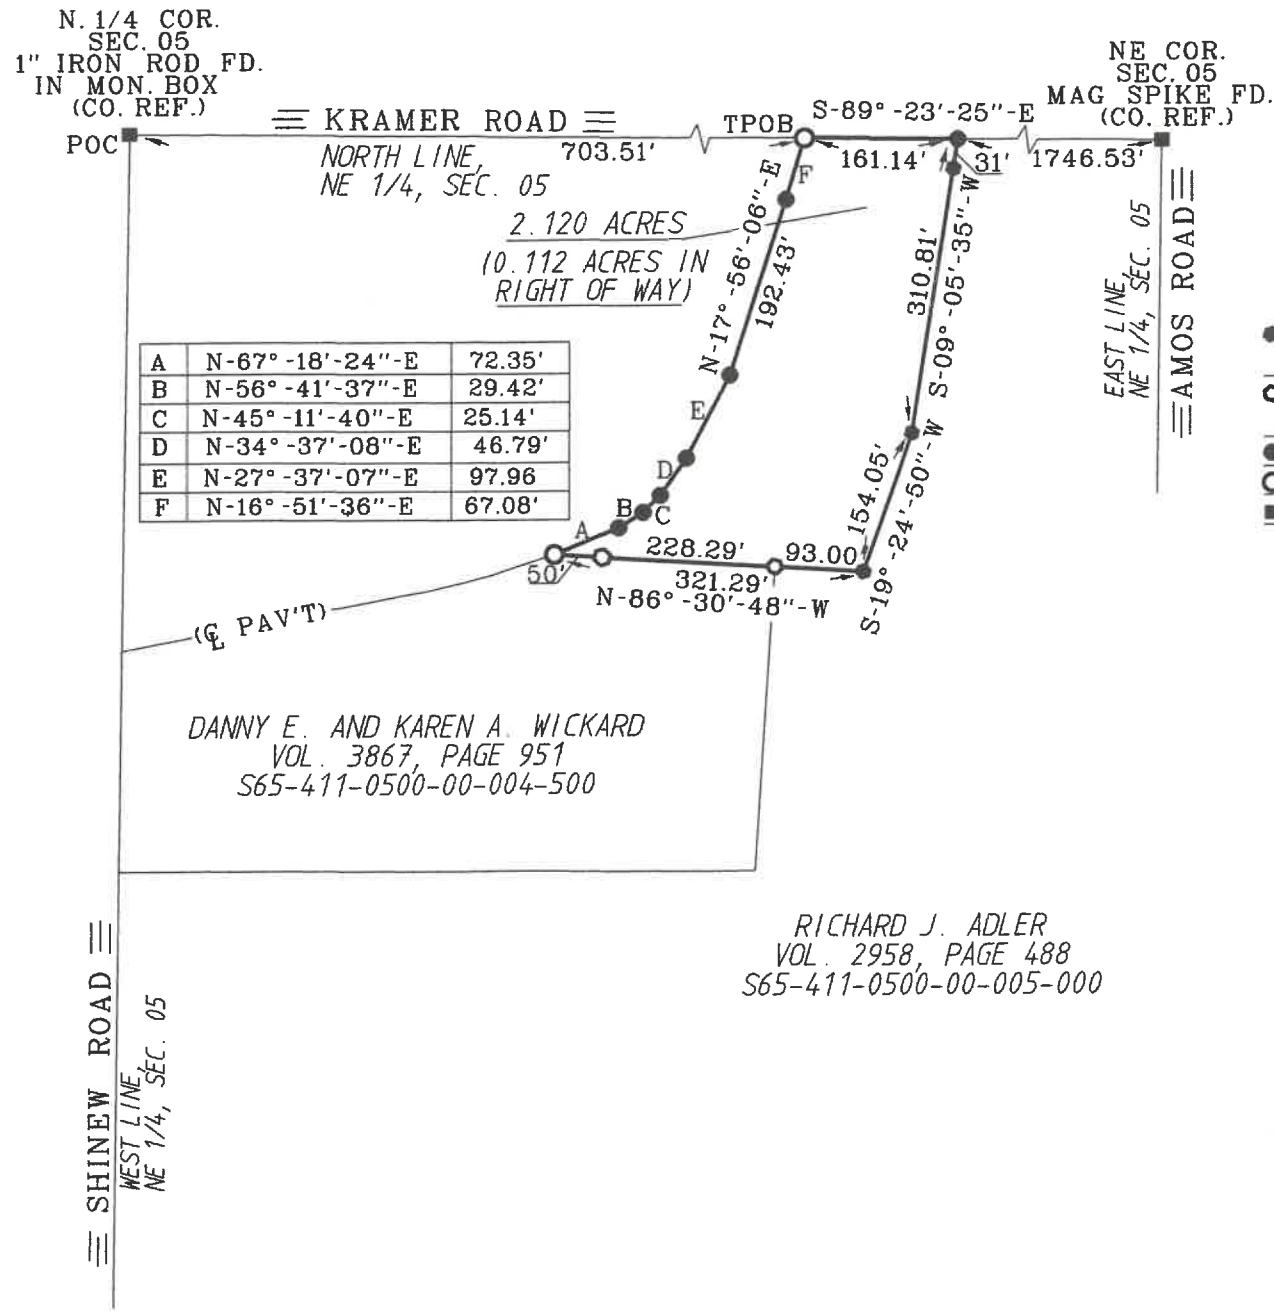 N. 1/4 COR.
SEC. 05
1" IRON ROD FD.
IN MON. BOX
(CO. REF.)
POC
KRAMER ROAD
NORTH LINE,
NE 1/4, SEC. 05
703.51'
TPOB
S-89°-23'-25"-E
161.14'
31'
1746.53'
NE COR.
SEC. 05
MAG SPIKE FD.
(CO. REF.)
2.120 ACRES
(0.112 ACRES IN
RIGHT OF WAY)
F
N-17°-56'-06"-E
192.43'
310.81'
S-09°-05'-35"-W
EAST LINE,
NE 1/4, SEC. 05
AMOS ROAD
A N-67°-18'-24"-E 72.35'
B N-56°-41'-37"-E 29.42'
C N-45°-11'-40"-E 25.14'
D N-34°-37'-08"-E 46.79'
E N-27°-37'-07"-E 97.96
F N-16°-51'-36"-E 67.08'
E
D
C
B
A
154.05'
S-19°-24'-50"-W
50'
228.29'
93.00
321.29'
N-86°-30'-48"-W
(℄ PAV'T)
DANNY E. AND KAREN A. WICKARD
VOL. 3867, PAGE 951
S65-411-0500-00-004-500
RICHARD J. ADLER
VOL. 2958, PAGE 488
S65-411-0500-00-005-000
SHINEW ROAD
WEST LINE,
NE 1/4, SEC. 05